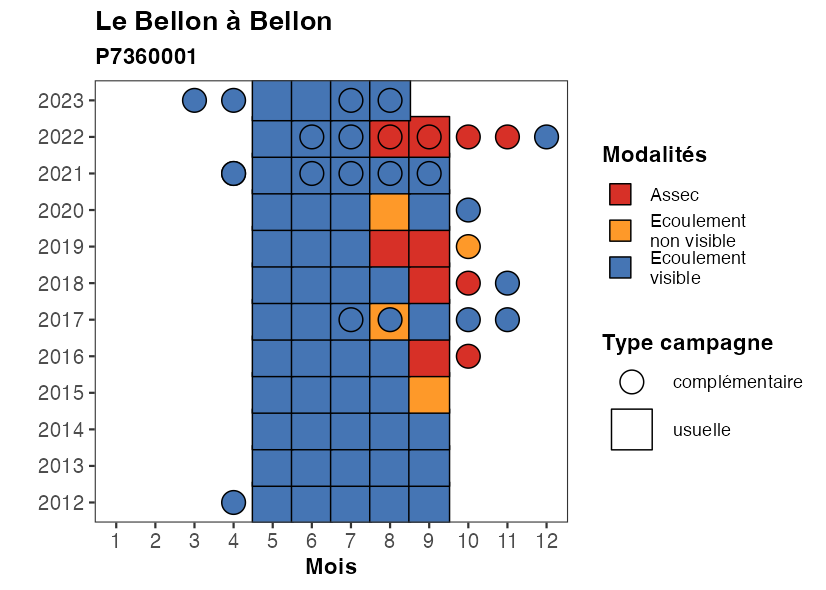 Le Bellon à Bellon
P7360001
2023
2022
2021
2020
2019
2018
2017
2016
2015
2014
2013
2012
1 2 3 4 5 6 7 8 9 10 11 12
Mois
Modalités
Assec
Ecoulement
non visible
Ecoulement
visible
Type campagne
complémentaire
usuelle